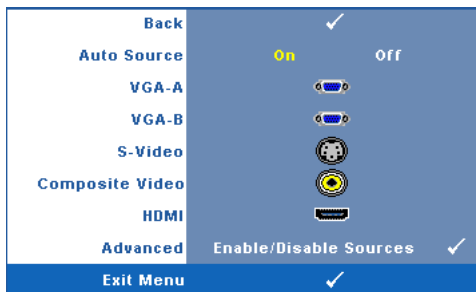 Back ✓
Auto Source On Off
VGA-A
VGA-B
S-Video
Composite Video
HDMI
Advanced Enable/Disable Sources ✓
Exit Menu ✓